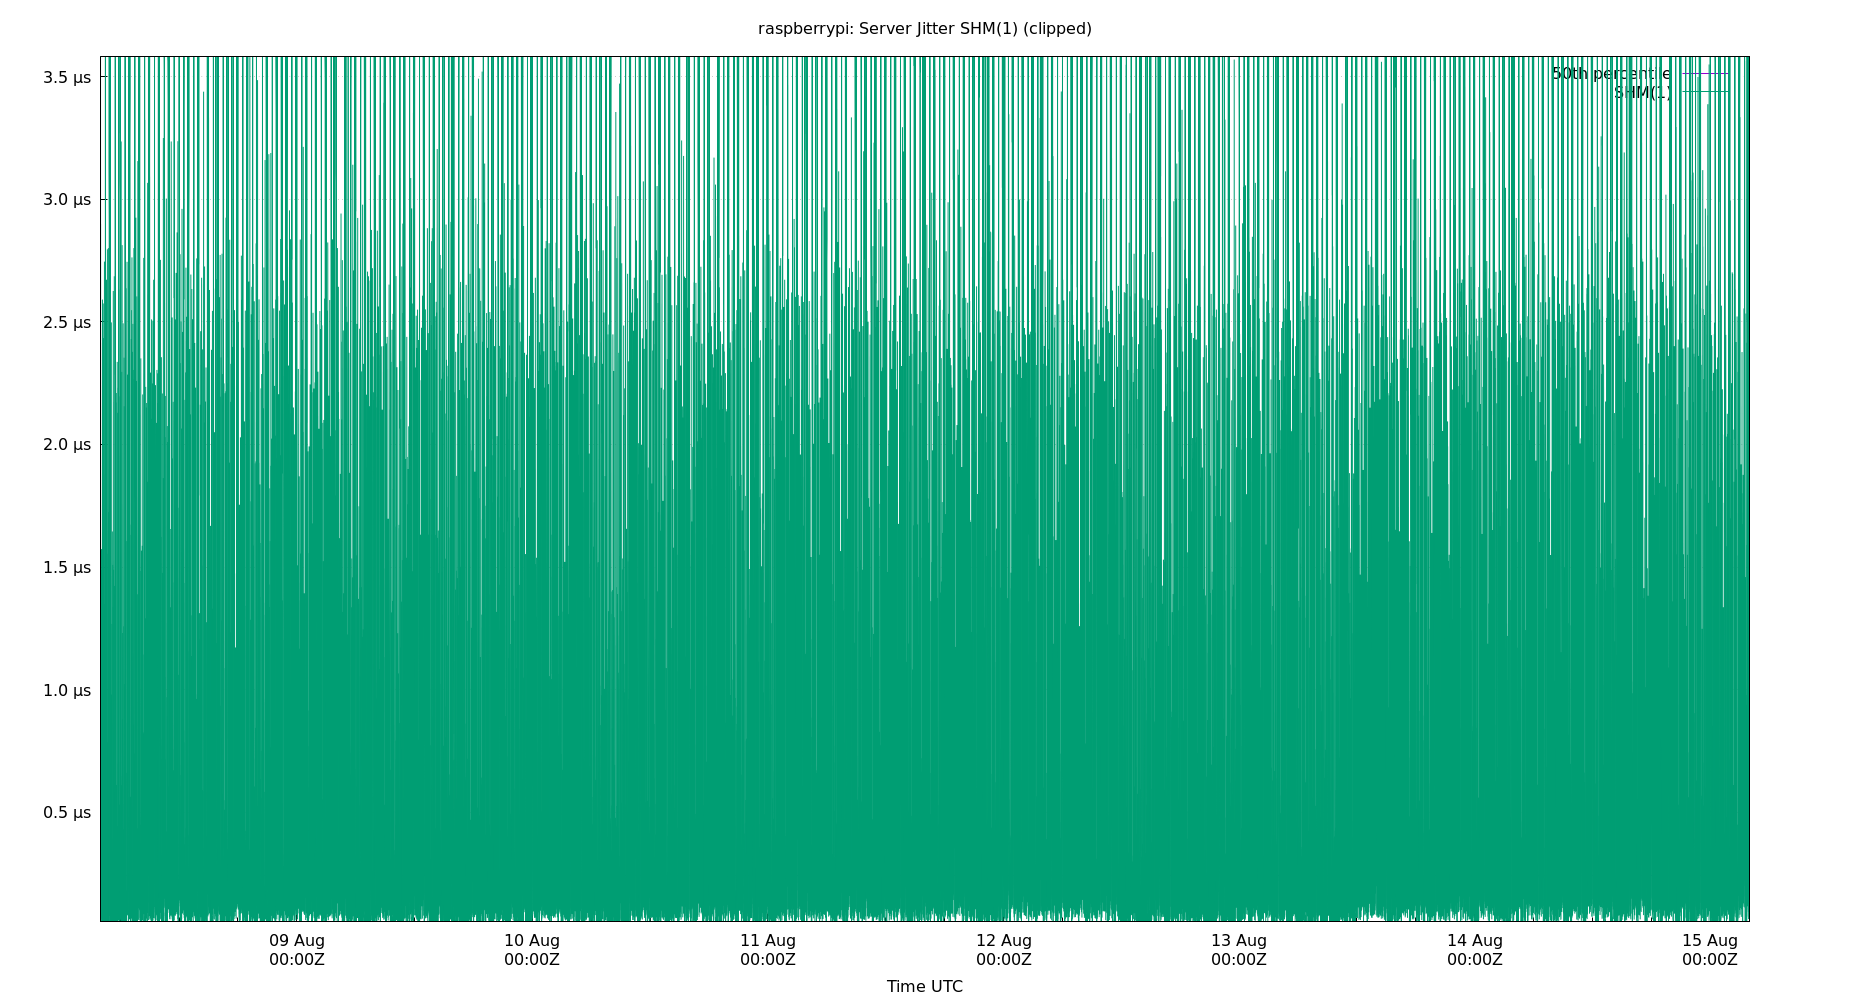 raspberrypi: Server Jitter SHM(1) (clipped)
3.5 µs
50th percentile
SHM(1)
3.0 µs
2.5 µs
2.0 µs
1.5 µs
1.0 µs
0.5 µs
09 Aug 10 Aug 11 Aug 12 Aug 13 Aug 14 Aug 15 Aug
00:00Z 00:00Z 00:00Z 00:00Z 00:00Z 00:00Z 00:00Z
Time UTC